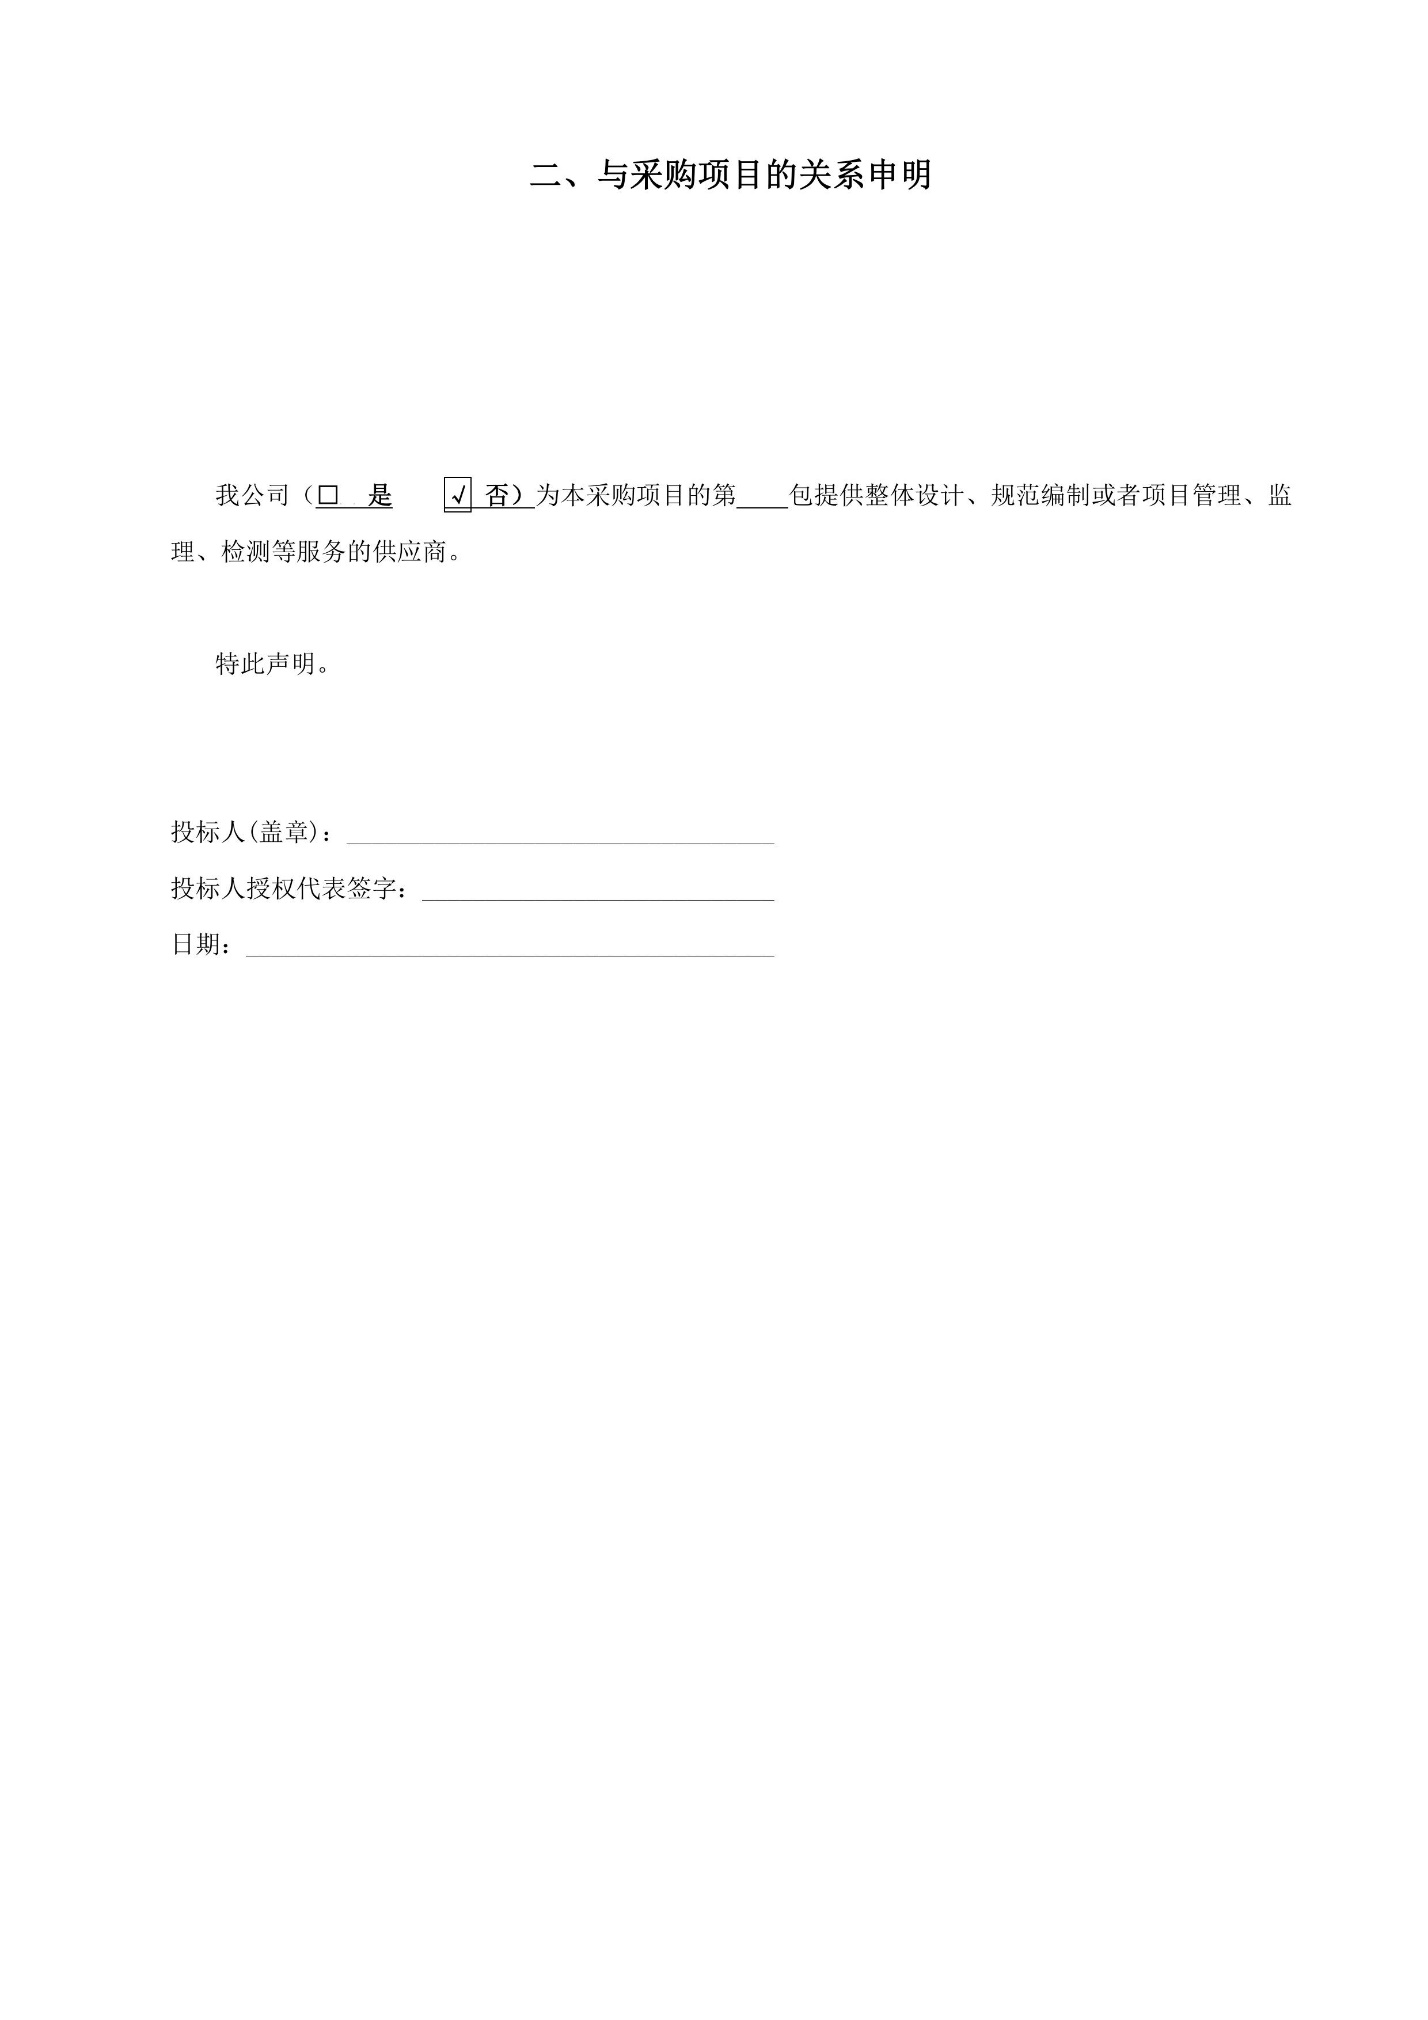 二、与采购项目的关系申明
我公司（□ 是 ☑ 否）为本采购项目的第____包提供整体设计、规范编制或者项目管理、监
理、检测等服务的供应商。
特此声明。
投标人(盖章)：
投标人授权代表签字：
日期：